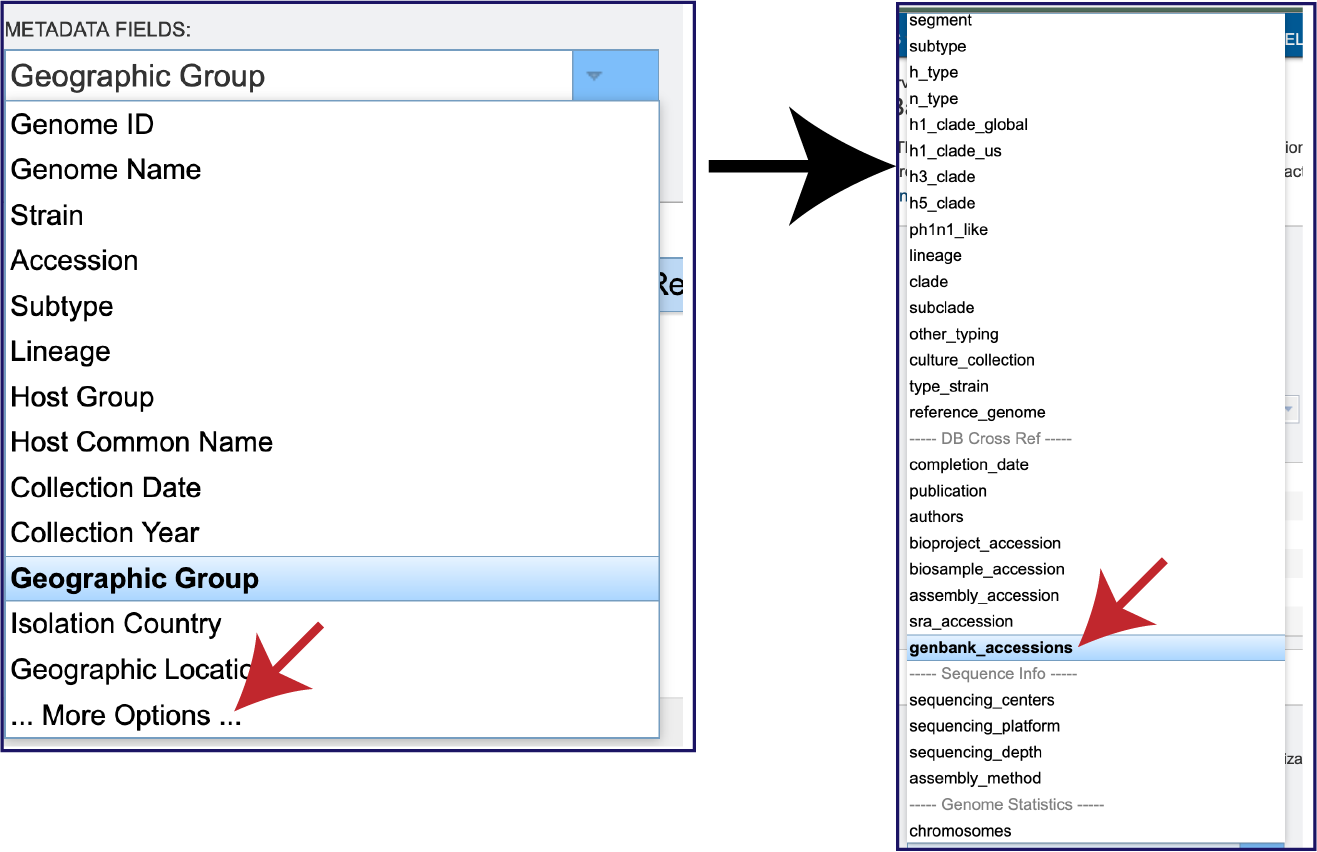 METADATA FIELDS:
Geographic Group
Genome ID
Genome Name
Strain
Accession
Subtype
Lineage
Host Group
Host Common Name
Collection Date
Collection Year
Geographic Group
Isolation Country
Geographic Locatio
... More Options ...
Re
segment
subtype
h_type
n_type
h1_clade_global
h1_clade_us
h3_clade
h5_clade
ph1n1_like
lineage
clade
subclade
other_typing
culture_collection
type_strain
reference_genome
----- DB Cross Ref -----
completion_date
publication
authors
bioproject_accession
biosample_accession
assembly_accession
sra_accession
genbank_accessions
----- Sequence Info -----
sequencing_centers
sequencing_platform
sequencing_depth
assembly_method
----- Genome Statistics -----
chromosomes
EL
ion
act
iza